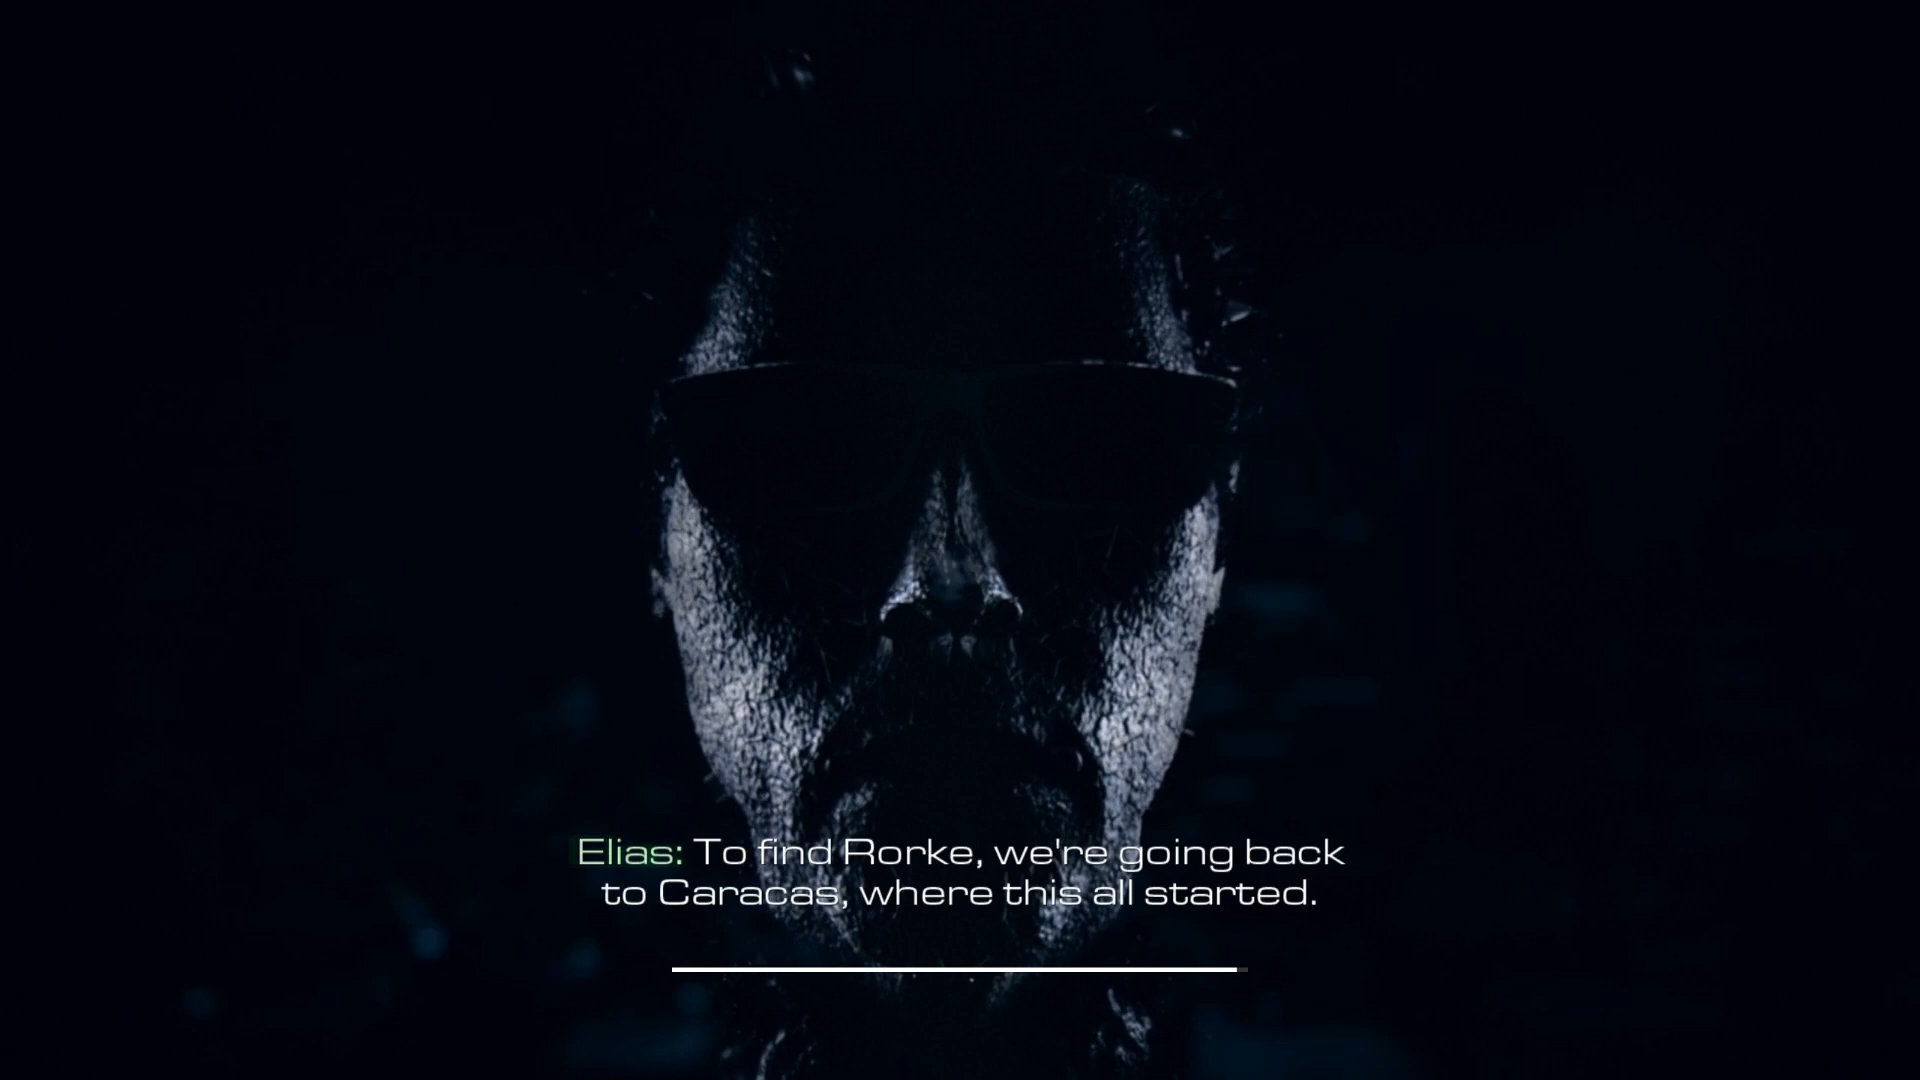 Elias: To find Rorke, we're going back
to Caracas, where this all started.